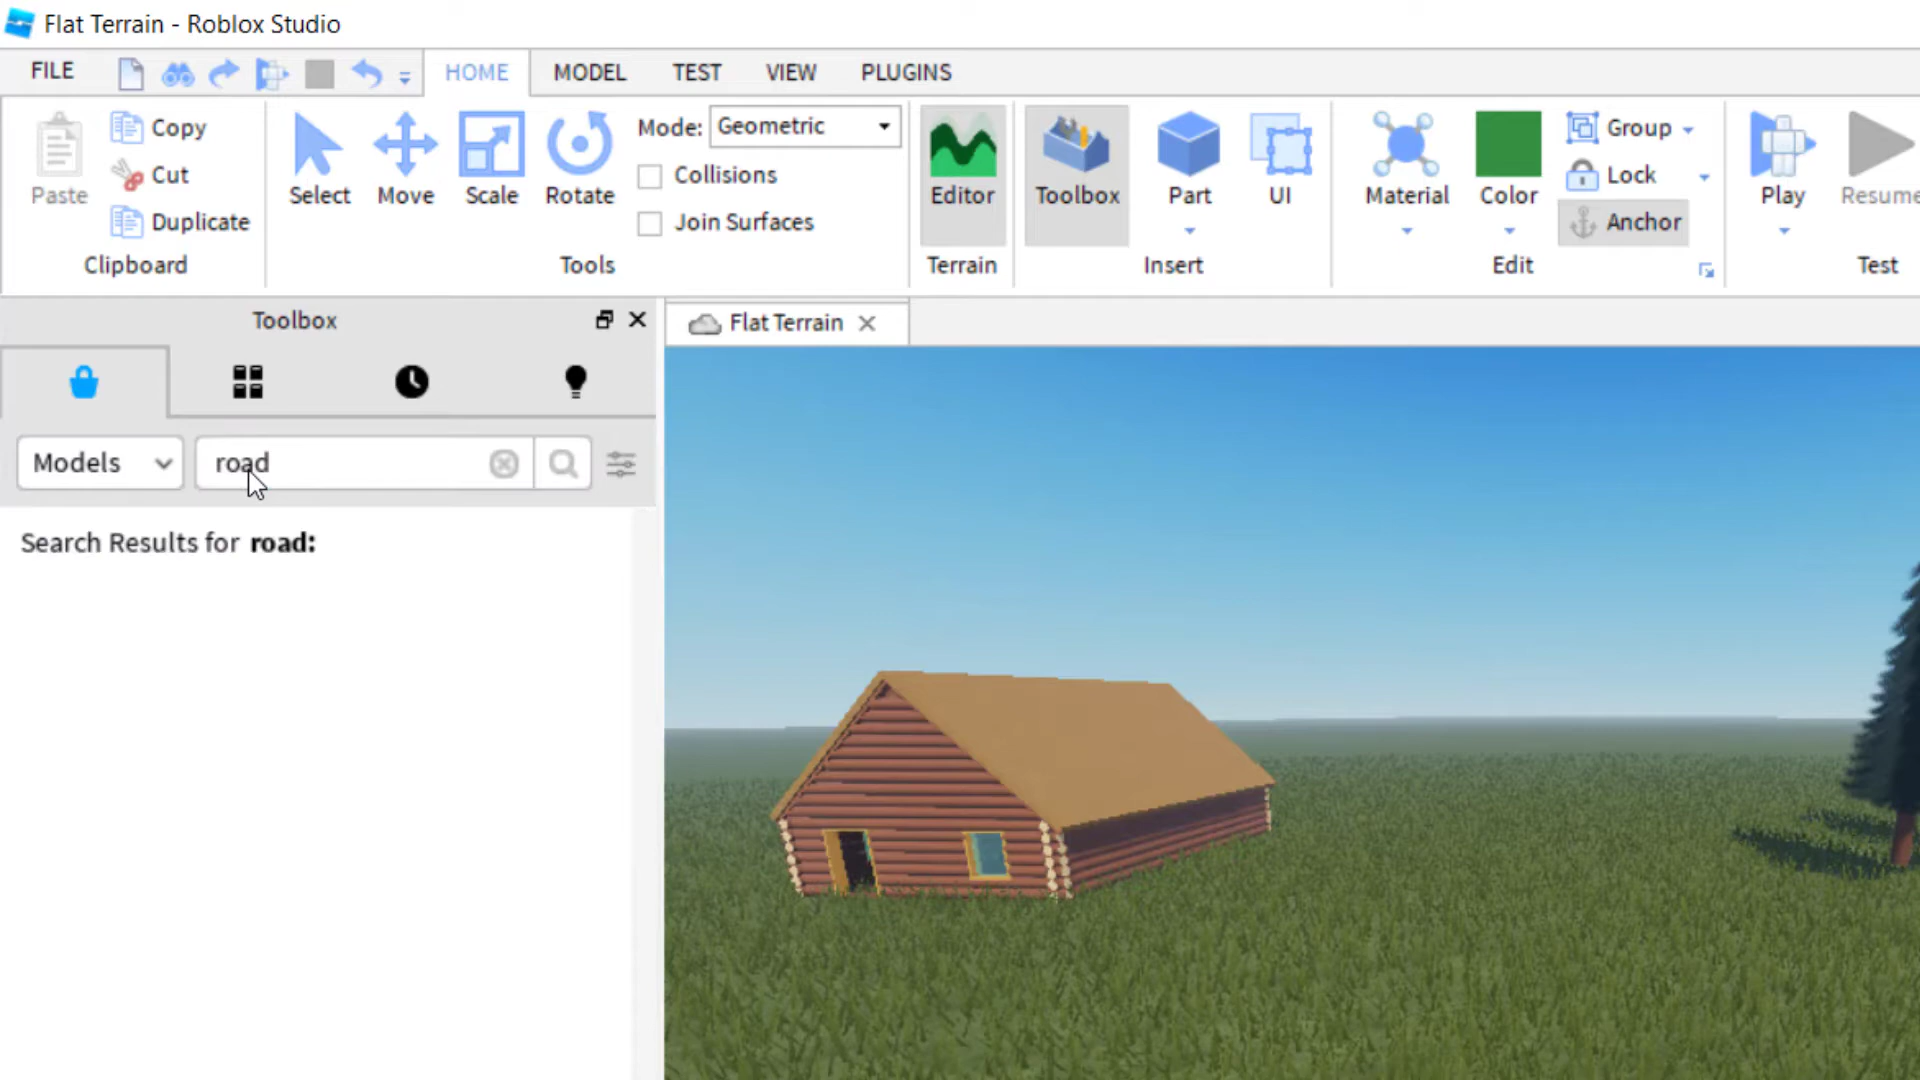 Flat Terrain - Roblox Studio
FILE HOME MODEL TEST VIEW PLUGINS
Paste
Copy
Cut
Duplicate
Clipboard
Select Move Scale Rotate
Mode: Geometric
Collisions
Join Surfaces
Tools
Editor
Terrain
Toolbox Part UI
Insert
Material Color
Group
Lock
Anchor
Edit
Play Resume
Test
Toolbox
Flat Terrain
Models road
Search Results for road: